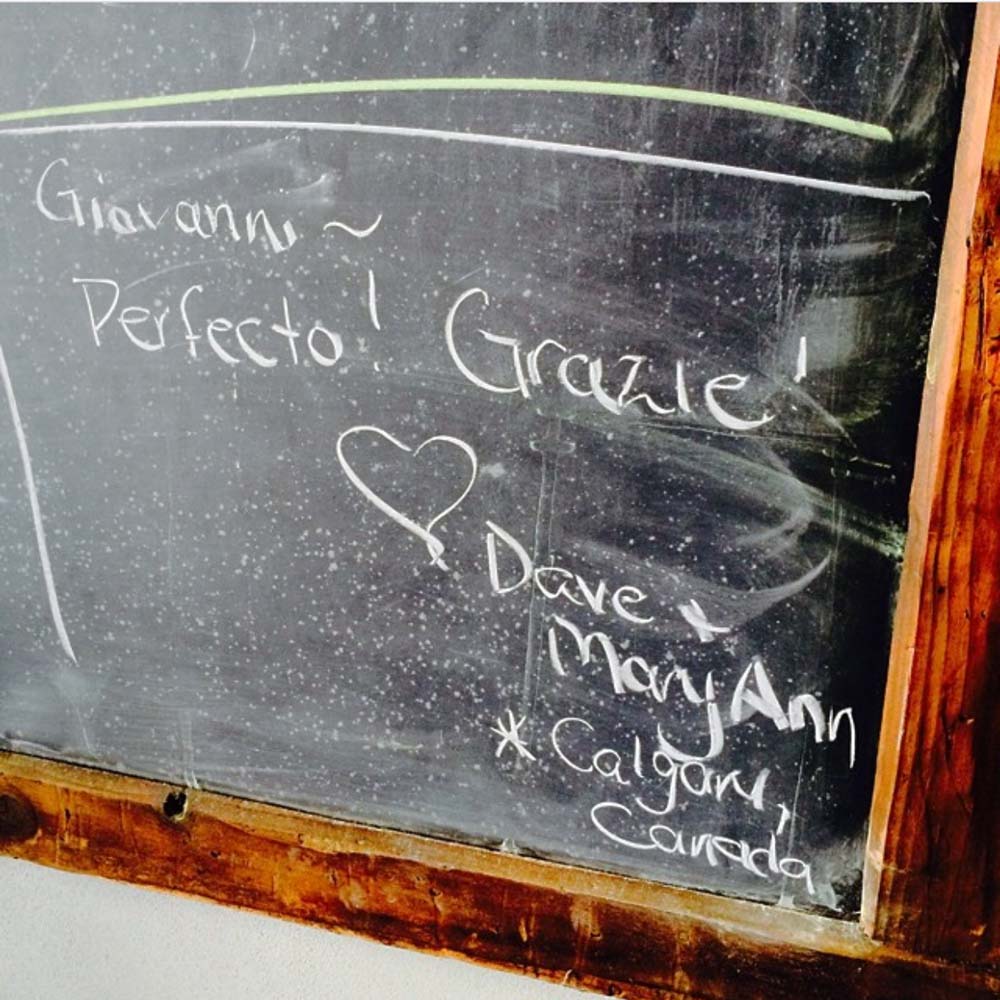 Giovanni ~
Perfecto! Grazie!
Dave +
MaryAnn
* Calgary,
Canada